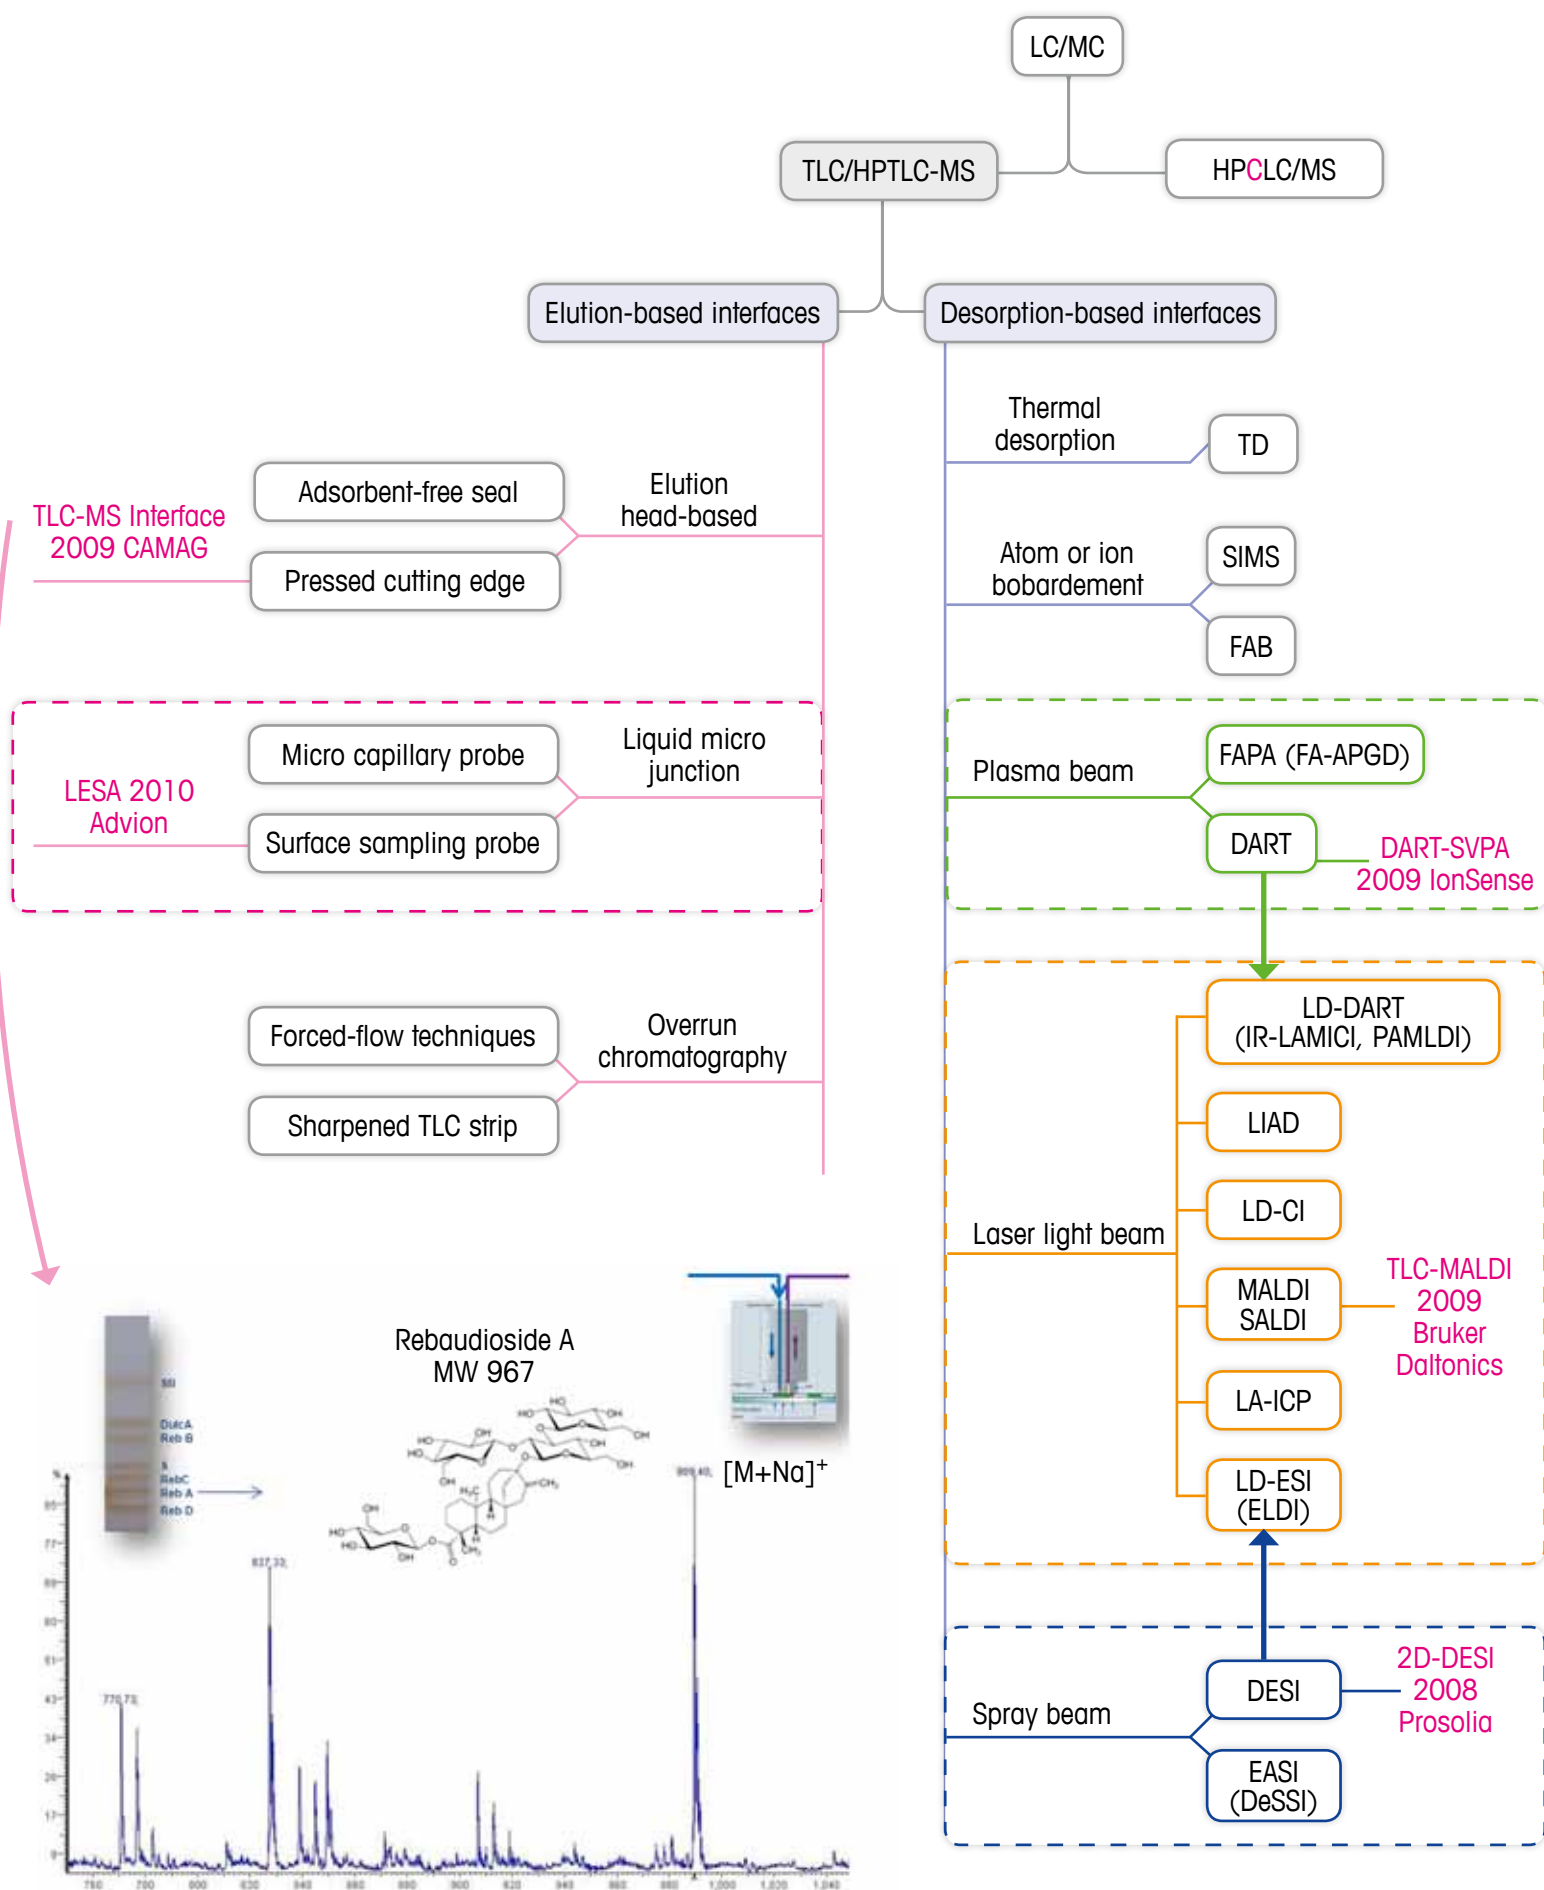 LC/MC
TLC/HPTLC-MS
HPCLC/MS
Elution-based interfaces
Desorption-based interfaces
Elution
head-based
Adsorbent-free seal
Pressed cutting edge
TLC-MS Interface
2009 CAMAG
Liquid micro
junction
Micro capillary probe
Surface sampling probe
LESA 2010
Advion
Overrun
chromatography
Forced-flow techniques
Sharpened TLC strip
Thermal
desorption
TD
Atom or ion
bobardement
SIMS
FAB
Plasma beam
FAPA (FA-APGD)
DART
DART-SVPA
2009 IonSense
Laser light beam
LD-DART
(IR-LAMICI, PAMLDI)
LIAD
LD-CI
MALDI
SALDI
TLC-MALDI
2009
Bruker
Daltonics
LA-ICP
LD-ESI
(ELDI)
Spray beam
DESI
2D-DESI
2008
Prosolia
EASI
(DeSSI)
Rebaudioside A
MW 967
[M+Na]+
DulcA
Reb B
RebC
Reb A
Reb D